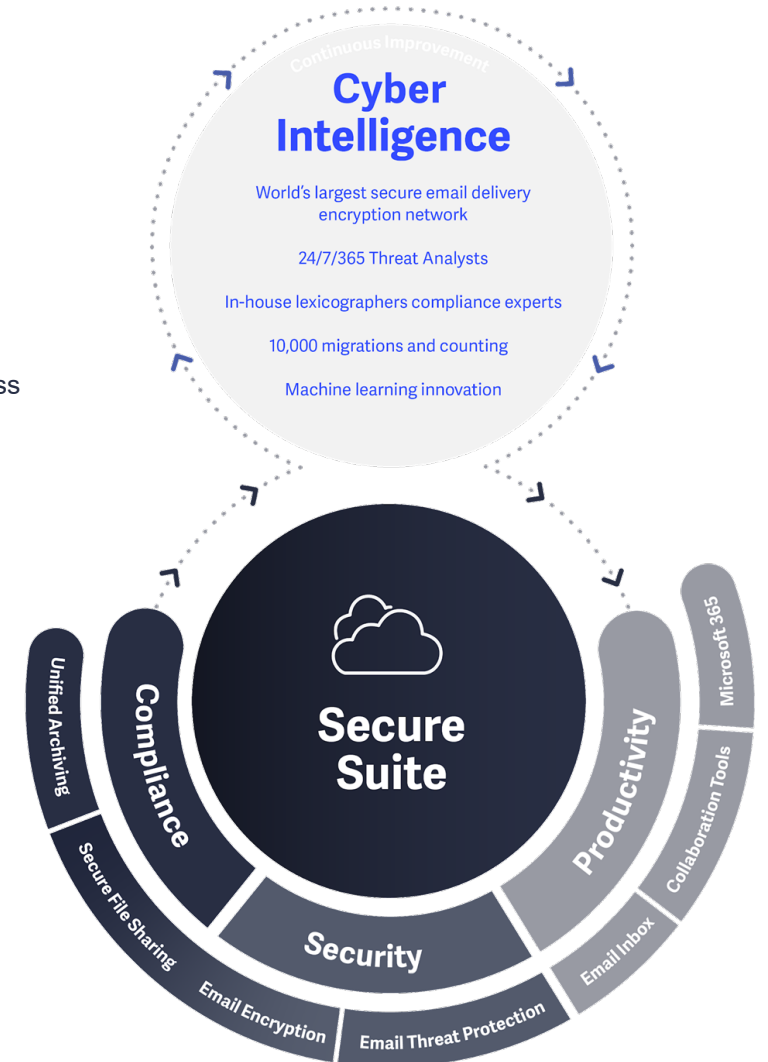 Continuous Improvement
Cyber
Intelligence
World's largest secure email delivery
encryption network
24/7/365 Threat Analysts
In-house lexicographers compliance experts
10,000 migrations and counting
Machine learning innovation
ss
Secure
Suite
Compliance
Security
Productivity
Unified Archiving
Secure File Sharing
Email Encryption
Email Threat Protection
Email Inbox
Collaboration Tools
Microsoft 365